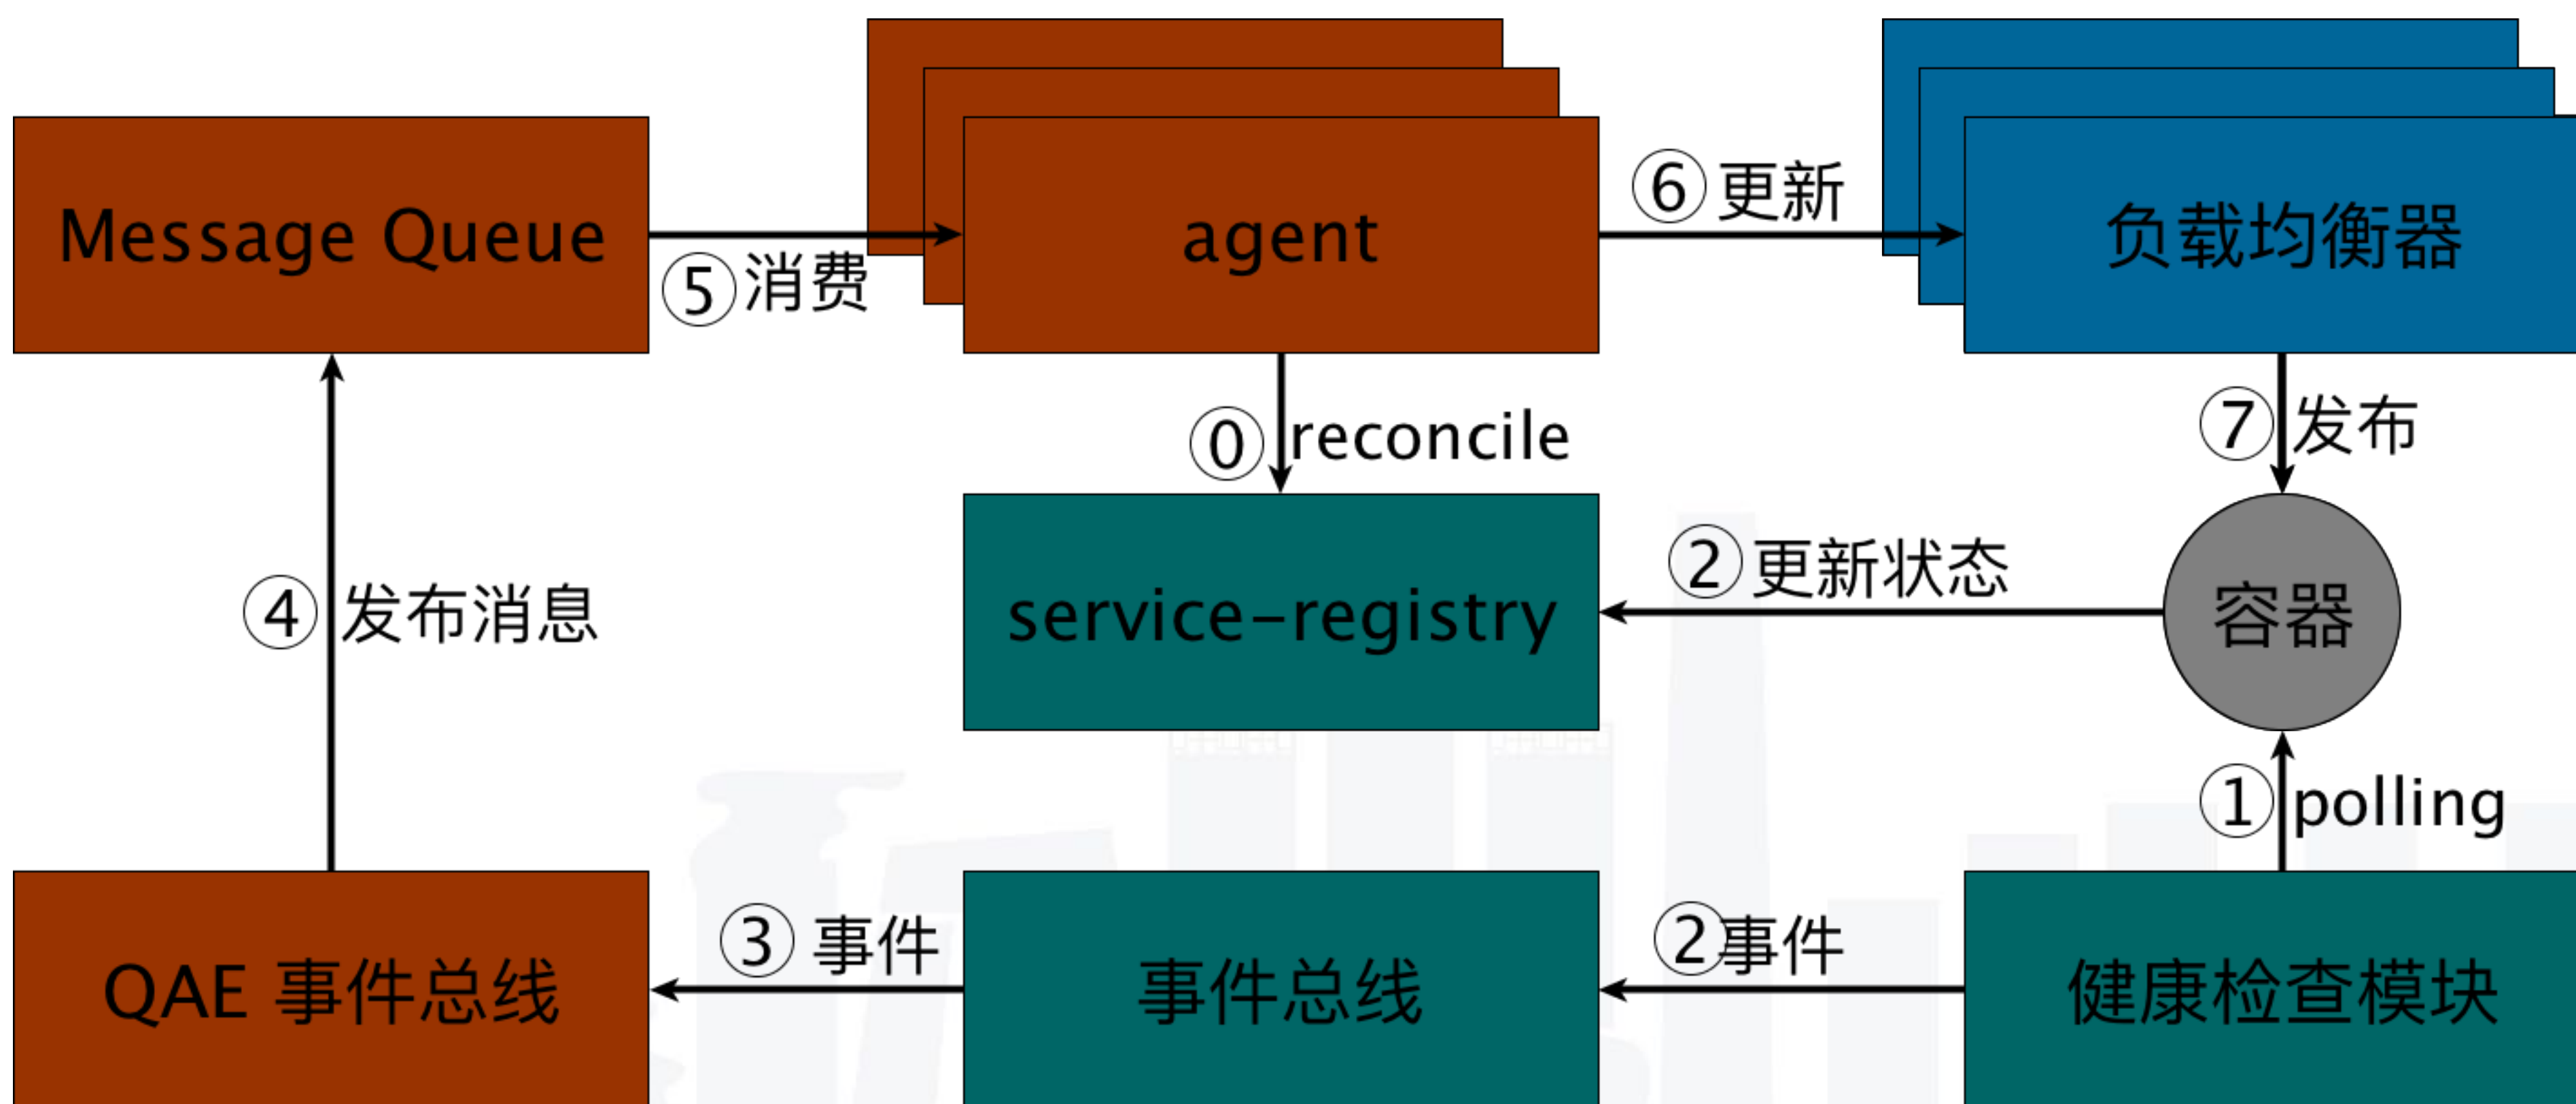 ⑥更新
Message Queue
agent
负载均衡器
⑤消费
⓪reconcile
⑦发布
②更新状态
④发布消息
service-registry
容器
①polling
③事件
②事件
QAE 事件总线
事件总线
健康检查模块